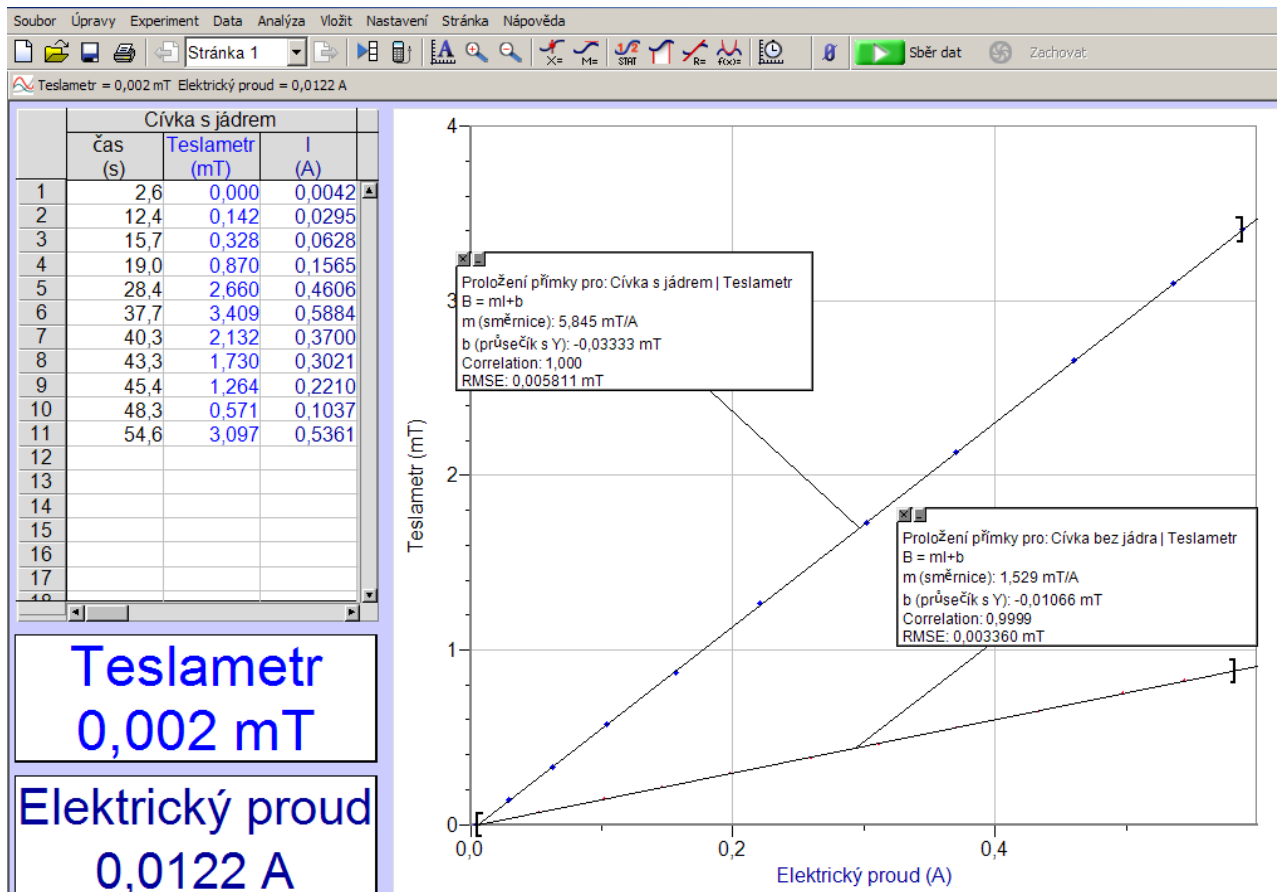 Soubor Úpravy Experiment Data Analýza Vložit Nastavení Stránka Nápověda
Stránka 1
X= M= 1/2 STAT R= f(x)= Sběr dat Zachovat
Teslametr = 0,002 mT Elektrický proud = 0,0122 A
Cívka s jádrem
čas Teslametr I
(s) (mT) (A)
1 2,6 0,000 0,0042
2 12,4 0,142 0,0295
3 15,7 0,328 0,0628
4 19,0 0,870 0,1565
5 28,4 2,660 0,4606
6 37,7 3,409 0,5884
7 40,3 2,132 0,3700
8 43,3 1,730 0,3021
9 45,4 1,264 0,2210
10 48,3 0,571 0,1037
11 54,6 3,097 0,5361
12
13
14
15
16
17
18
Teslametr
0,002 mT
Elektrický proud
0,0122 A
4
3
2
1
0
Teslametr (mT)
Proložení přímky pro: Cívka s jádrem | Teslametr
B = mI+b
m (směrnice): 5,845 mT/A
b (průsečík s Y): -0,03333 mT
Correlation: 1,000
RMSE: 0,005811 mT
Proložení přímky pro: Cívka bez jádra | Teslametr
B = mI+b
m (směrnice): 1,529 mT/A
b (průsečík s Y): -0,01066 mT
Correlation: 0,9999
RMSE: 0,003360 mT
0,0 0,2 0,4
Elektrický proud (A)